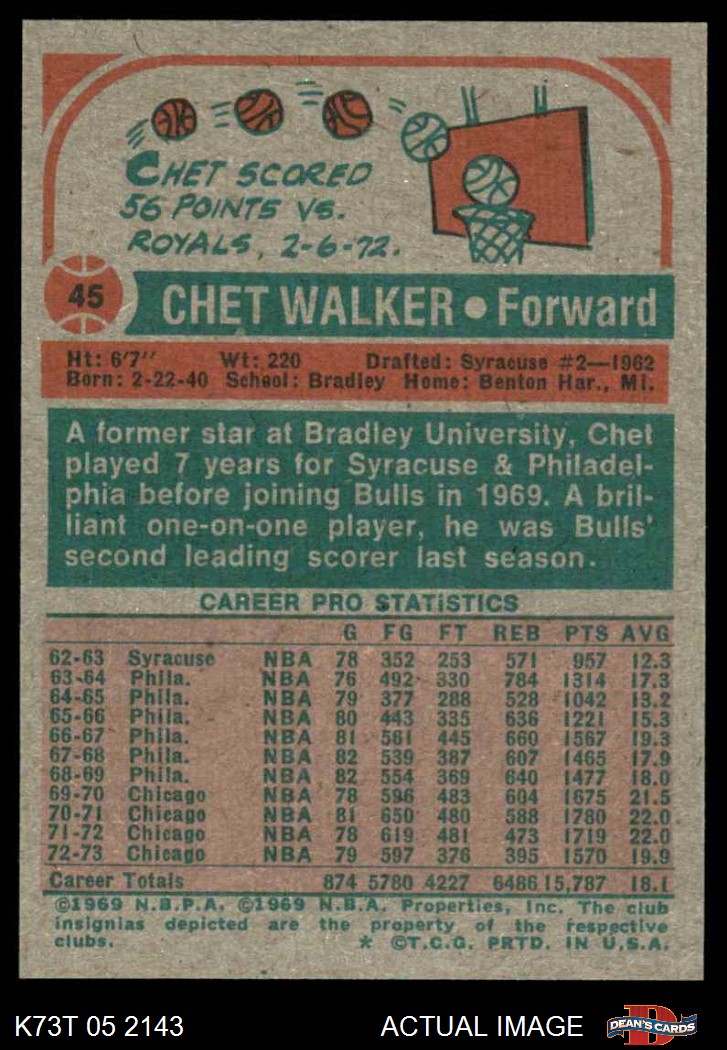 CHET SCORED
56 POINTS VS.
ROYALS, 2-6-72.
45
CHET WALKER • Forward
Ht: 6'7" Wt: 220 Drafted: Syracuse #2—1962
Born: 2-22-40 School: Bradley Home: Benton Har., Mi.
A former star at Bradley University, Chet
played 7 years for Syracuse & Philadel-
phia before joining Bulls in 1969. A bril-
liant one-on-one player, he was Bulls'
second leading scorer last season.
CAREER PRO STATISTICS
G FG FT REB PTS AVG
62-63 Syracuse NBA 78 352 253 571 957 12.3
63-64 Phila. NBA 76 492 330 784 1314 17.3
64-65 Phila. NBA 79 377 288 528 1042 13.2
65-66 Phila. NBA 80 443 335 636 1221 15.3
66-67 Phila. NBA 81 561 445 660 1567 19.3
67-68 Phila. NBA 82 539 387 607 1465 17.9
68-69 Phila. NBA 82 554 369 640 1477 18.0
69-70 Chicago NBA 78 596 483 604 1675 21.5
70-71 Chicago NBA 81 650 480 588 1780 22.0
71-72 Chicago NBA 78 619 481 473 1719 22.0
72-73 Chicago NBA 79 597 376 395 1570 19.9
Career Totals 874 5780 4227 6486 15,787 18.1
©1969 N.B.P.A. ©1969 N.B.A. Properties, Inc. The club
insignias depicted are the property of the respective
clubs. * ©T.C.G. PRTD. IN U.S.A.
K73T 05 2143 ACTUAL IMAGE
D
DEAN'S CARDS